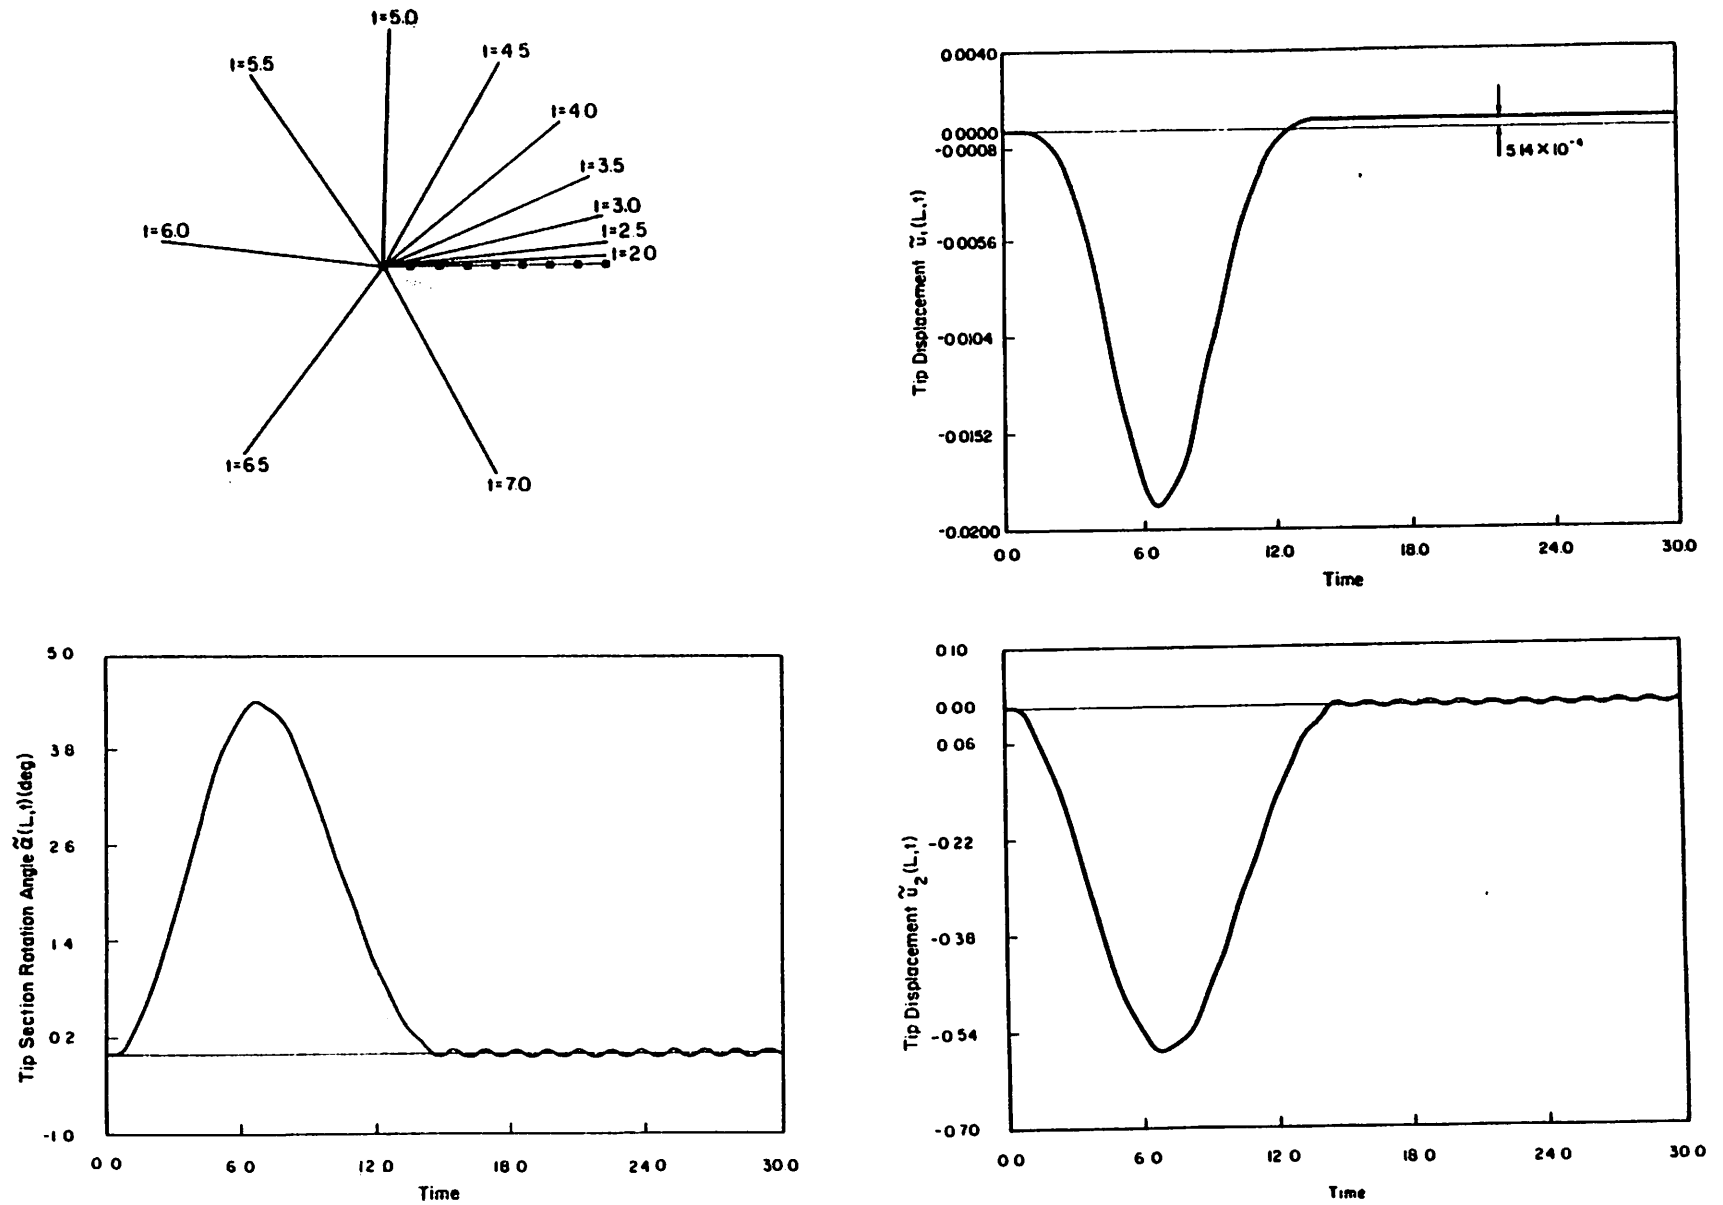 t=5.0
t=4 5
t=5.5
t=4 0
t=3.5
t=3.0
t=2 5
t=2 0
t=6.0
t=6 5
t=7.0
0 0040
0.0000
-0 0008
-0 0056
-0 0104
-0 0152
-0.0200
5 14 × 10⁻⁴
Tip Displacement ũ₁(L,t)
0 0 6 0 12.0 18.0 24.0 30.0
Time
5 0
3 8
2 6
1 4
0 2
-1 0
Tip Section Rotation Angle α̃(L,t)(deg)
0 0 6 0 12 0 18 0 24 0 30 0
Time
0 10
0 00
0 06
-0 22
-0.38
-0 54
-0 70
Tip Displacement ũ₂(L,t)
0 0 6 0 12.0 18.0 24 0 30 0
Time